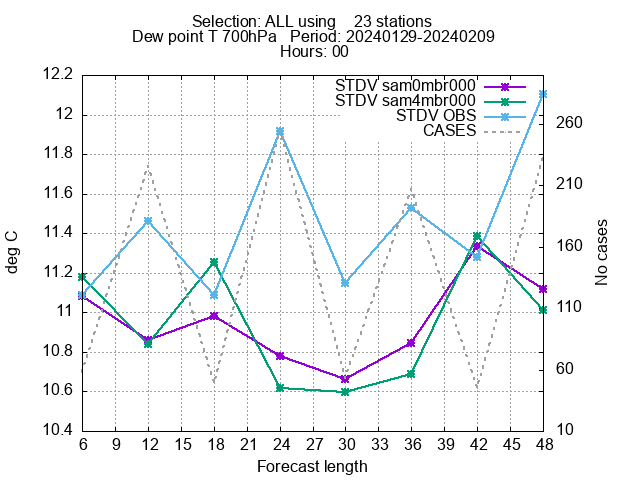 Selection: ALL using    23 stations
Dew point T 700hPa   Period: 20240129-20240209
Hours: 00
STDV sam0mbr000
STDV sam4mbr000
STDV OBS
CASES
12.2
12
11.8
11.6
11.4
11.2
11
10.8
10.6
10.4
deg C
260
210
160
110
60
10
No cases
6 9 12 15 18 21 24 27 30 33 36 39 42 45 48
Forecast length